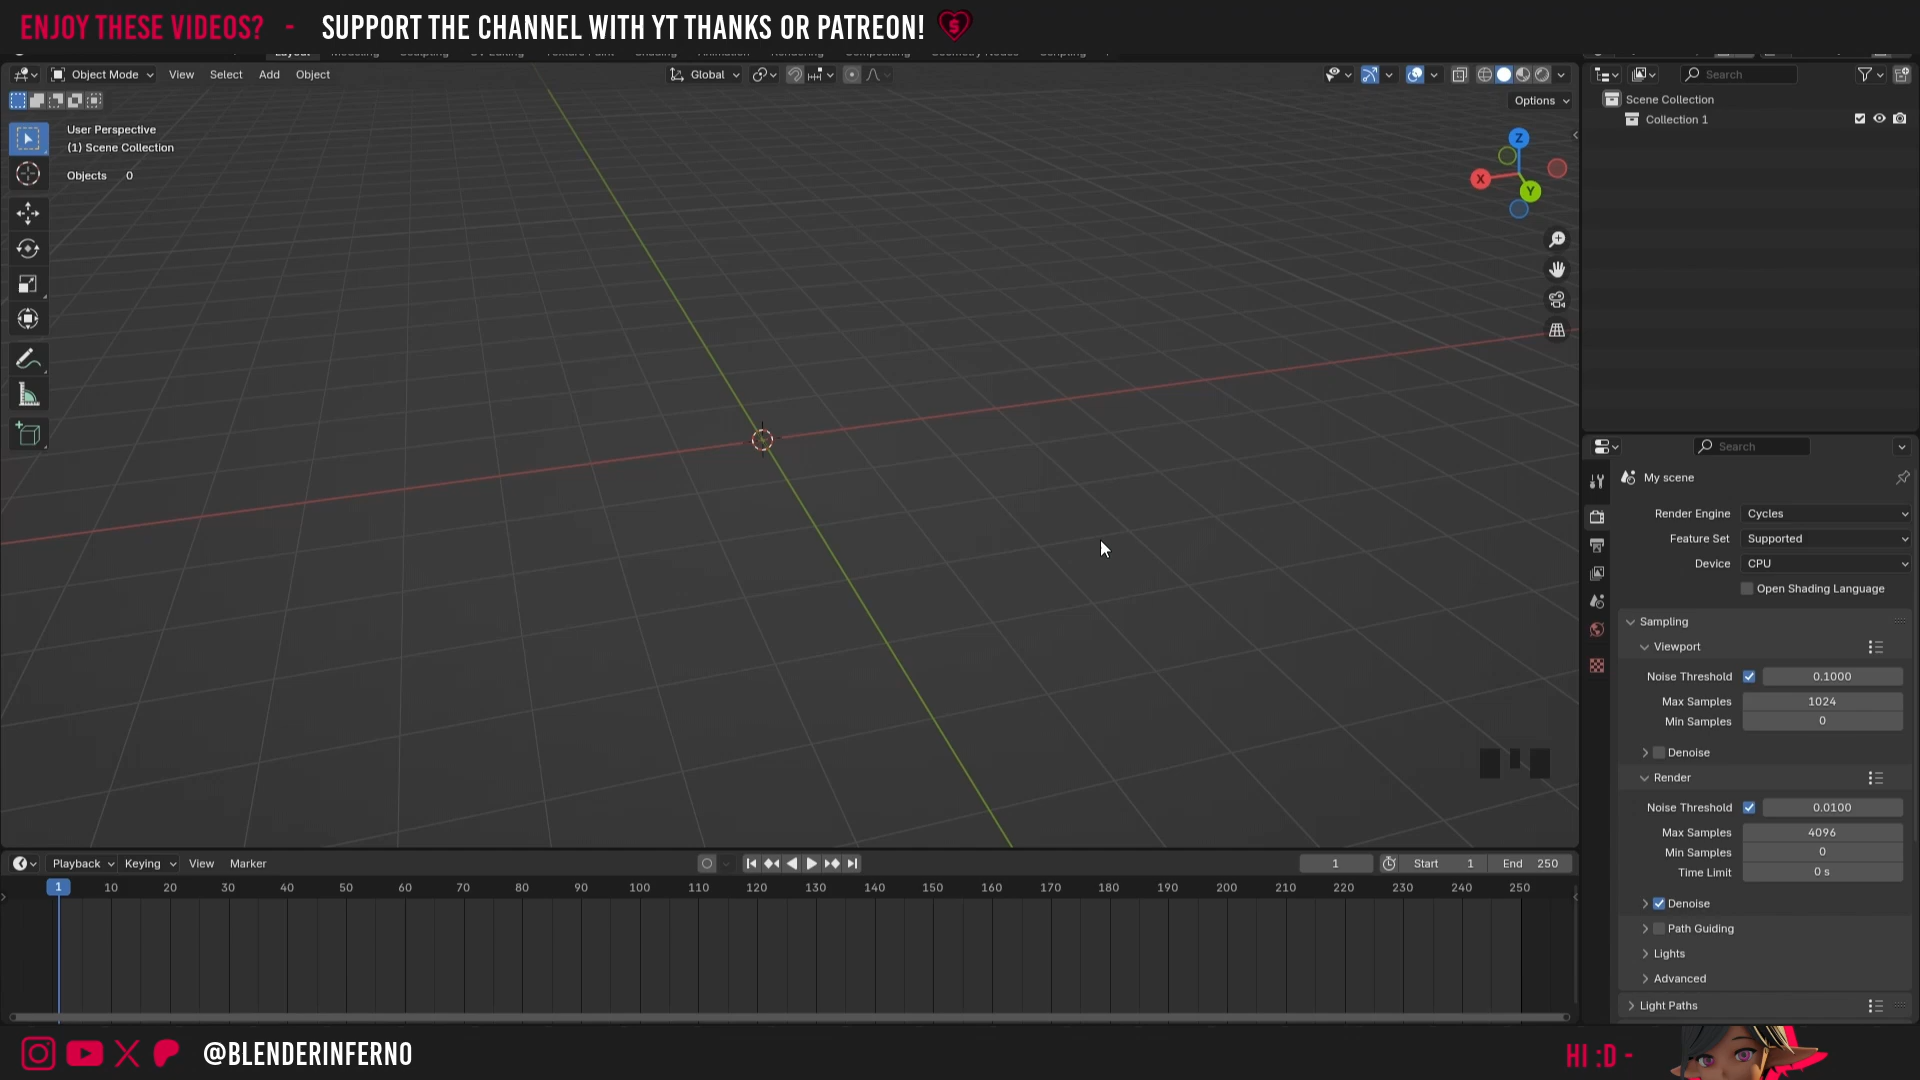 ENJOY THESE VIDEOS? - SUPPORT THE CHANNEL WITH YT THANKS OR PATREON!
Object Mode View Select Add Object Global Search
Options
User Perspective
(1) Scene Collection
Objects 0
Z
X
Y
Scene Collection
Collection 1
Search
My scene
Render Engine Cycles
Feature Set Supported
Device CPU
Open Shading Language
Sampling
Viewport
Noise Threshold 0.1000
Max Samples 1024
Min Samples 0
Denoise
Render
Noise Threshold 0.0100
Max Samples 4096
Min Samples 0
Time Limit 0 s
Denoise
Path Guiding
Lights
Advanced
Light Paths
Playback Keying View Marker 1 Start 1 End 250
1 10 20 30 40 50 60 70 80 90 100 110 120 130 140 150 160 170 180 190 200 210 220 230 240 250
@BLENDERINFERNO
HI :D -